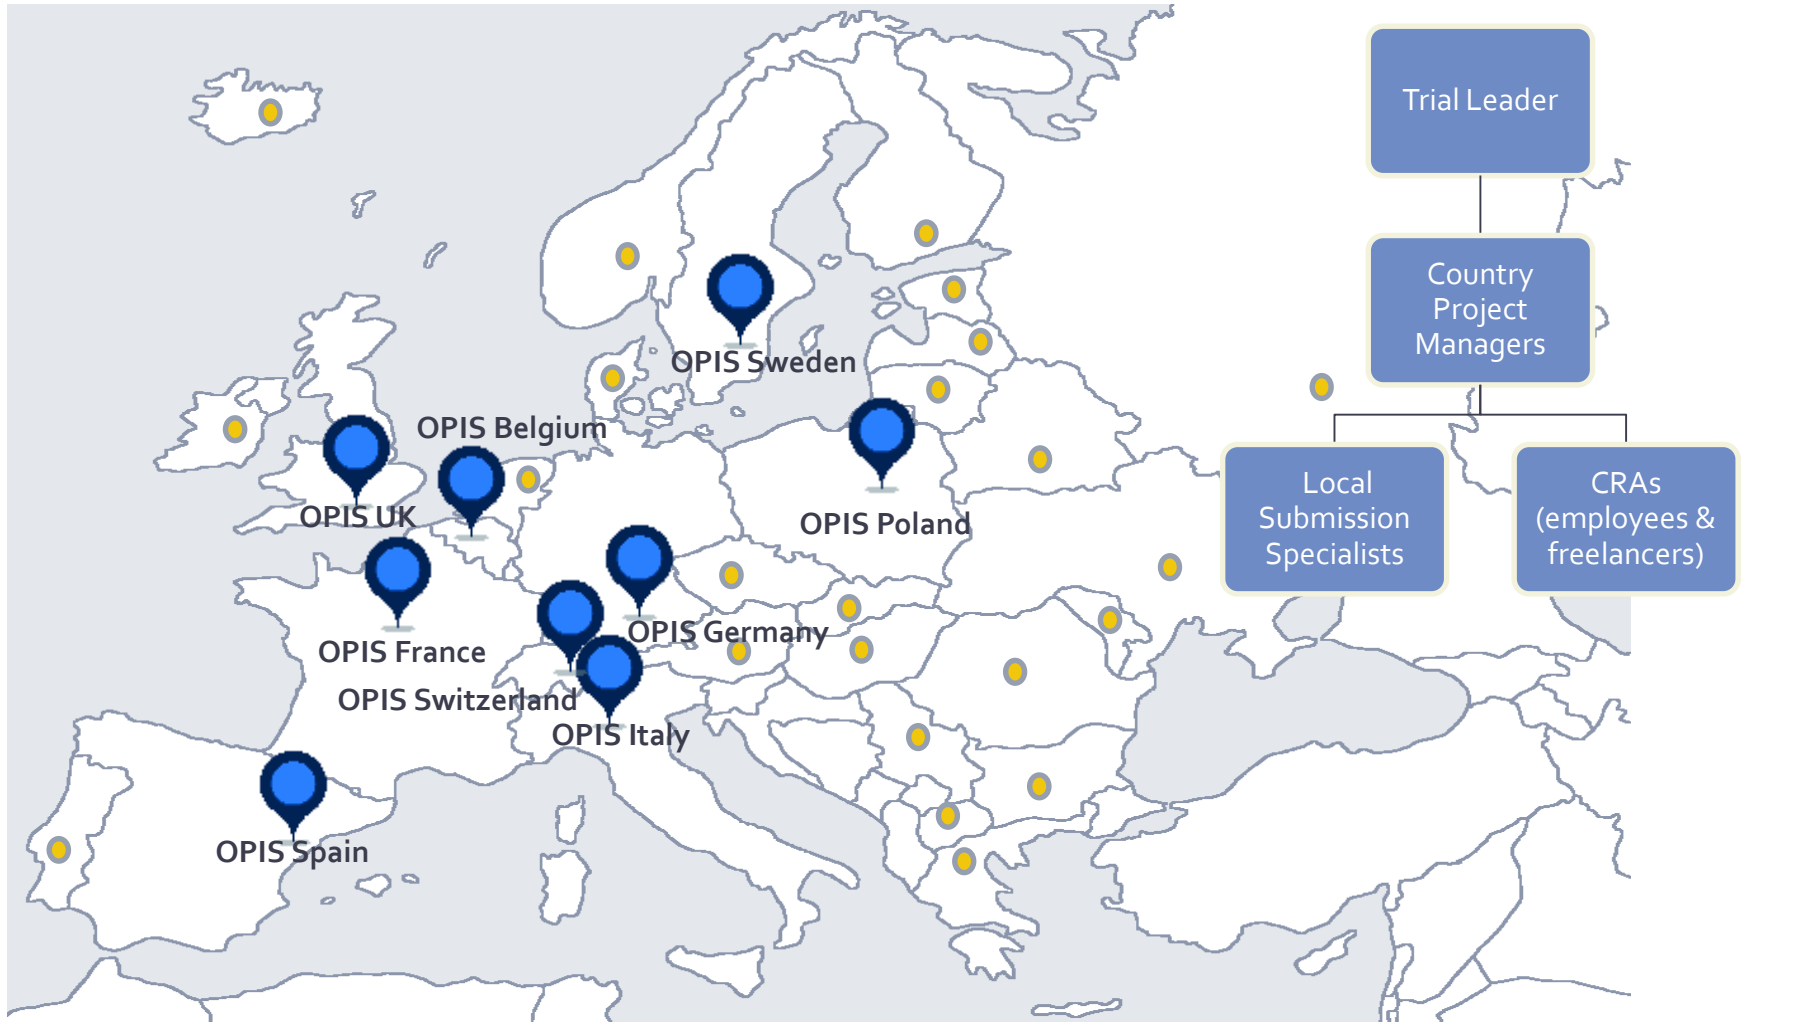 Trial Leader
Country
Project
Managers
Local
Submission
Specialists
CRAs
(employees &
freelancers)
OPIS Sweden
OPIS Belgium
OPIS UK
OPIS Poland
OPIS Germany
OPIS France
OPIS Switzerland
OPIS Italy
OPIS Spain